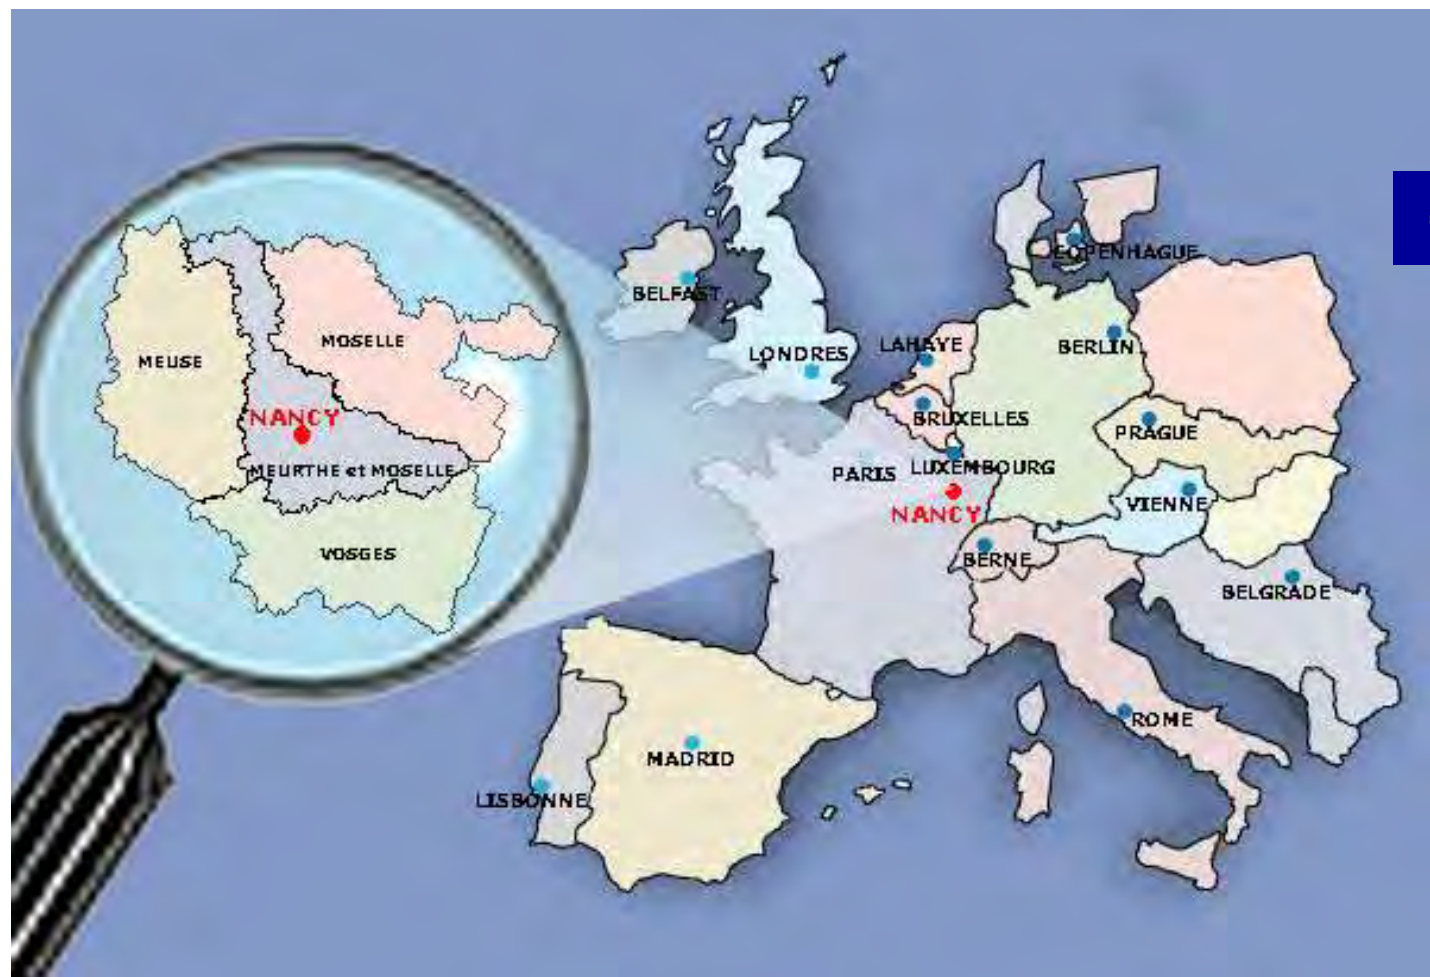 COPENHAGUE
BELFAST
LONDRES
LAHAYE
BERLIN
MOSELLE
MEUSE
NANCY
BRUXELLES
PRAGUE
MEURTHE et MOSELLE
PARIS
LUXEMBOURG
VIENNE
NANCY
VOSGES
BERNE
BELGRADE
ROME
MADRID
LISBONNE